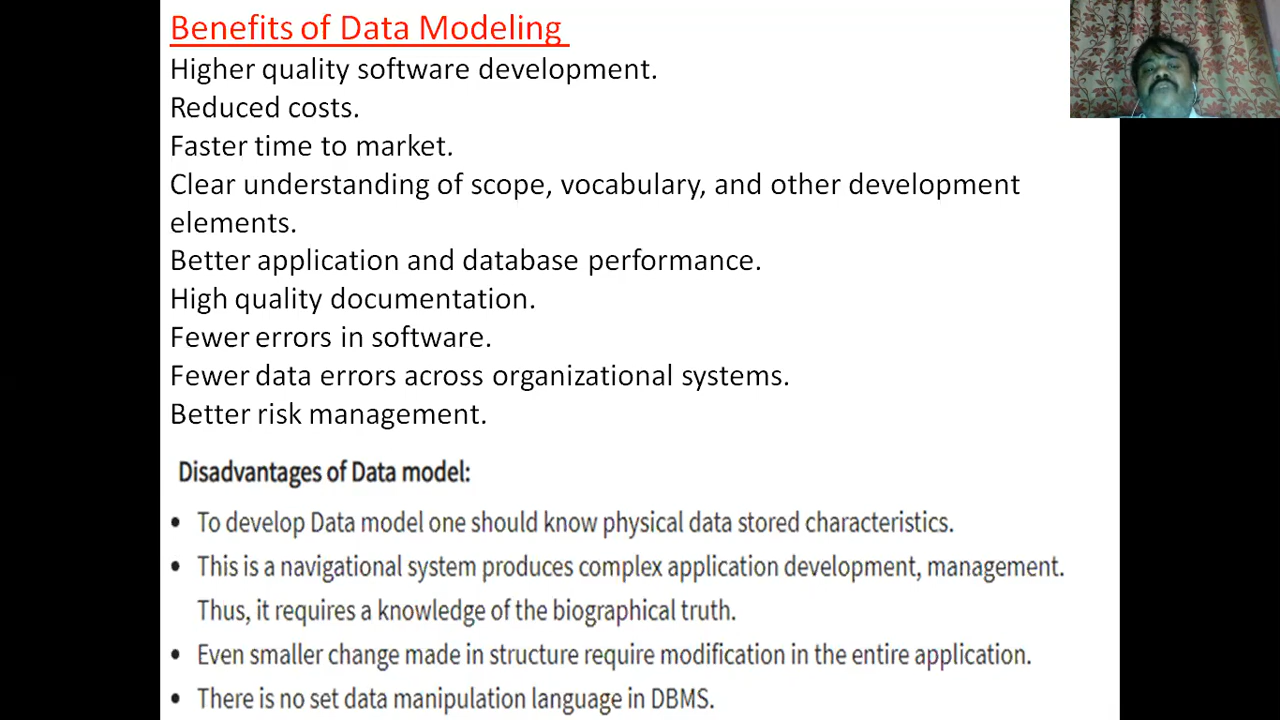 Benefits of Data Modeling
Higher quality software development.
Reduced costs.
Faster time to market.
Clear understanding of scope, vocabulary, and other development
elements.
Better application and database performance.
High quality documentation.
Fewer errors in software.
Fewer data errors across organizational systems.
Better risk management.
Disadvantages of Data model:
• To develop Data model one should know physical data stored characteristics.
• This is a navigational system produces complex application development, management.
Thus, it requires a knowledge of the biographical truth.
• Even smaller change made in structure require modification in the entire application.
• There is no set data manipulation language in DBMS.